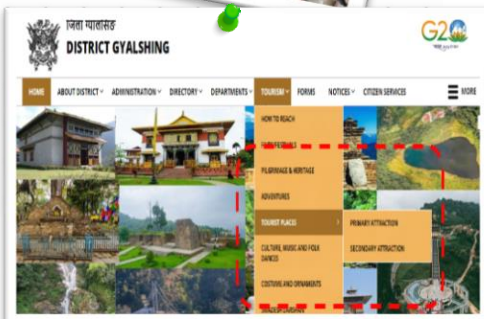 जिला ग्यालसिङ
DISTRICT GYALSHING
G20
HOME ABOUT DISTRICT ADMINISTRATION DIRECTORY DEPARTMENTS TOURISM FORMS NOTICES CITIZEN SERVICES MORE
HOW TO REACH
PILGRIMAGE & HERITAGE
ADVENTURES
TOURIST PLACES PRIMARY ATTRACTION
CULTURE, MUSIC AND FOLK DANCES SECONDARY ATTRACTION
COSTUME AND ORNAMENTS